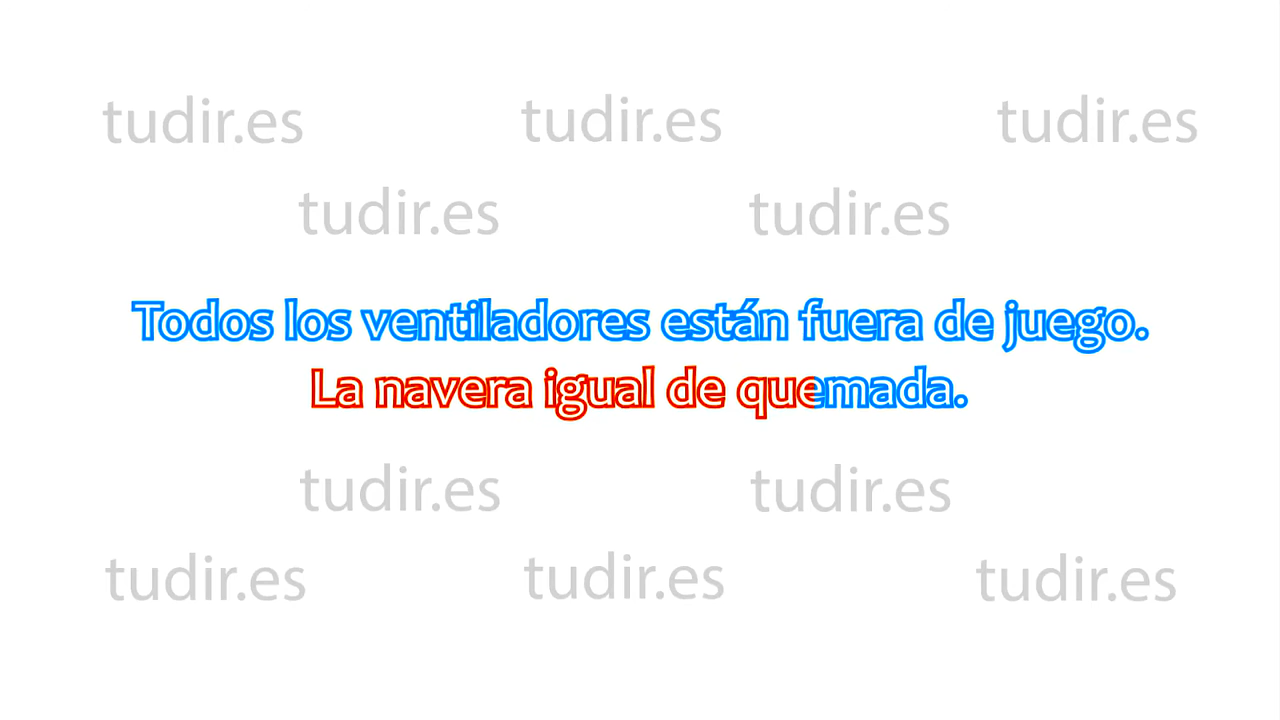 tudir.es tudir.es tudir.es
tudir.es tudir.es
Todos los ventiladores están fuera de juego.
La navera igual de quemada.
tudir.es tudir.es
tudir.es tudir.es tudir.es